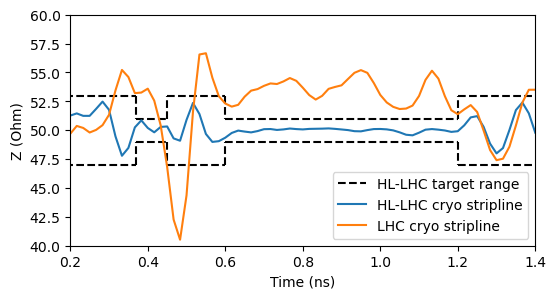 60.0
57.5
55.0
52.5
50.0
47.5
45.0
42.5
40.0
Z (Ohm)
HL-LHC target range
HL-LHC cryo stripline
LHC cryo stripline
0.2 0.4 0.6 0.8 1.0 1.2 1.4
Time (ns)